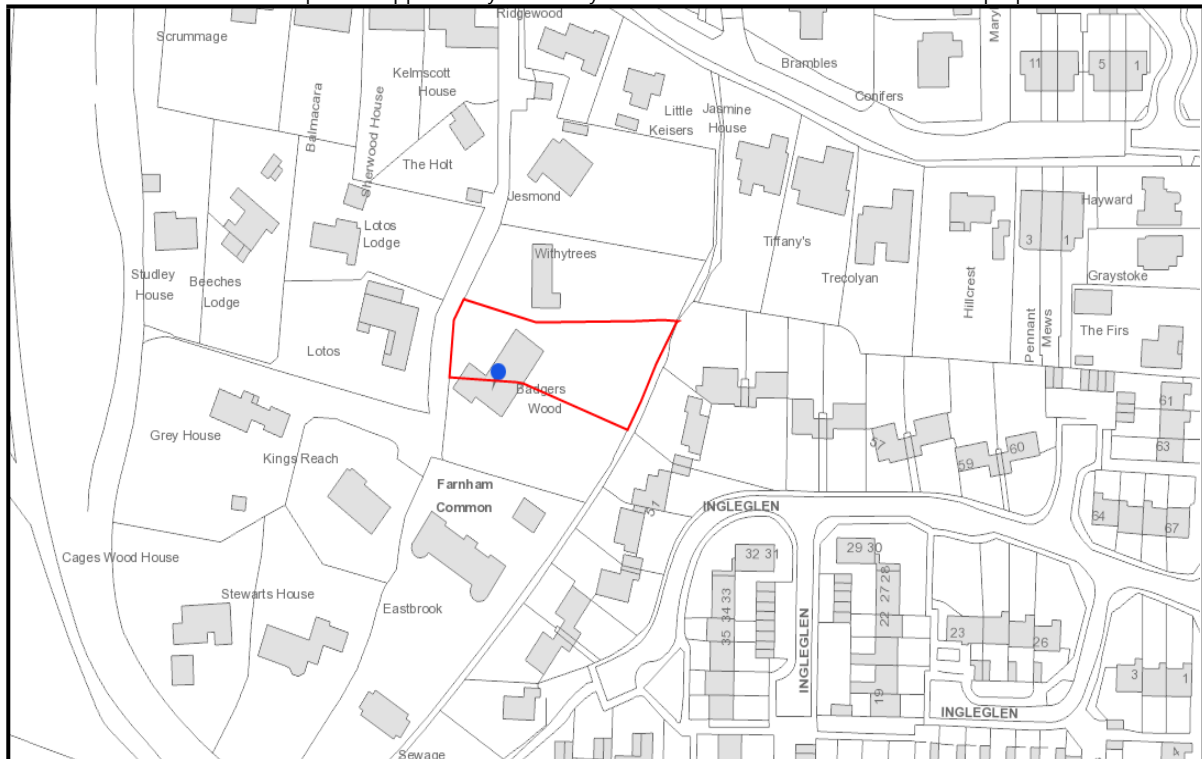 Ridgewood
Scrummage
Mary
Kelmscott
House
Brambles
11
5
1
Conifers
Balmacara
Sherwood House
Little
Keisers
Jasmine
House
The Holt
Jesmond
Lotos
Lodge
Hayward
Withytrees
Tiffany's
3
1
Studley
House
Beeches
Lodge
Trecolyan
Hillcrest
Graystoke
Pennant
Mews
The Firs
Lotos
Badgers
Wood
61
Grey House
57
59
60
63
Kings Reach
Farnham
Common
37
INGLEGLEN
64
67
Cages Wood House
32 31
29 30
28
27
22
33
34
35
Stewarts House
Eastbrook
23
26
INGLEGLEN
19
3
1
INGLEGLEN
Sewage
4